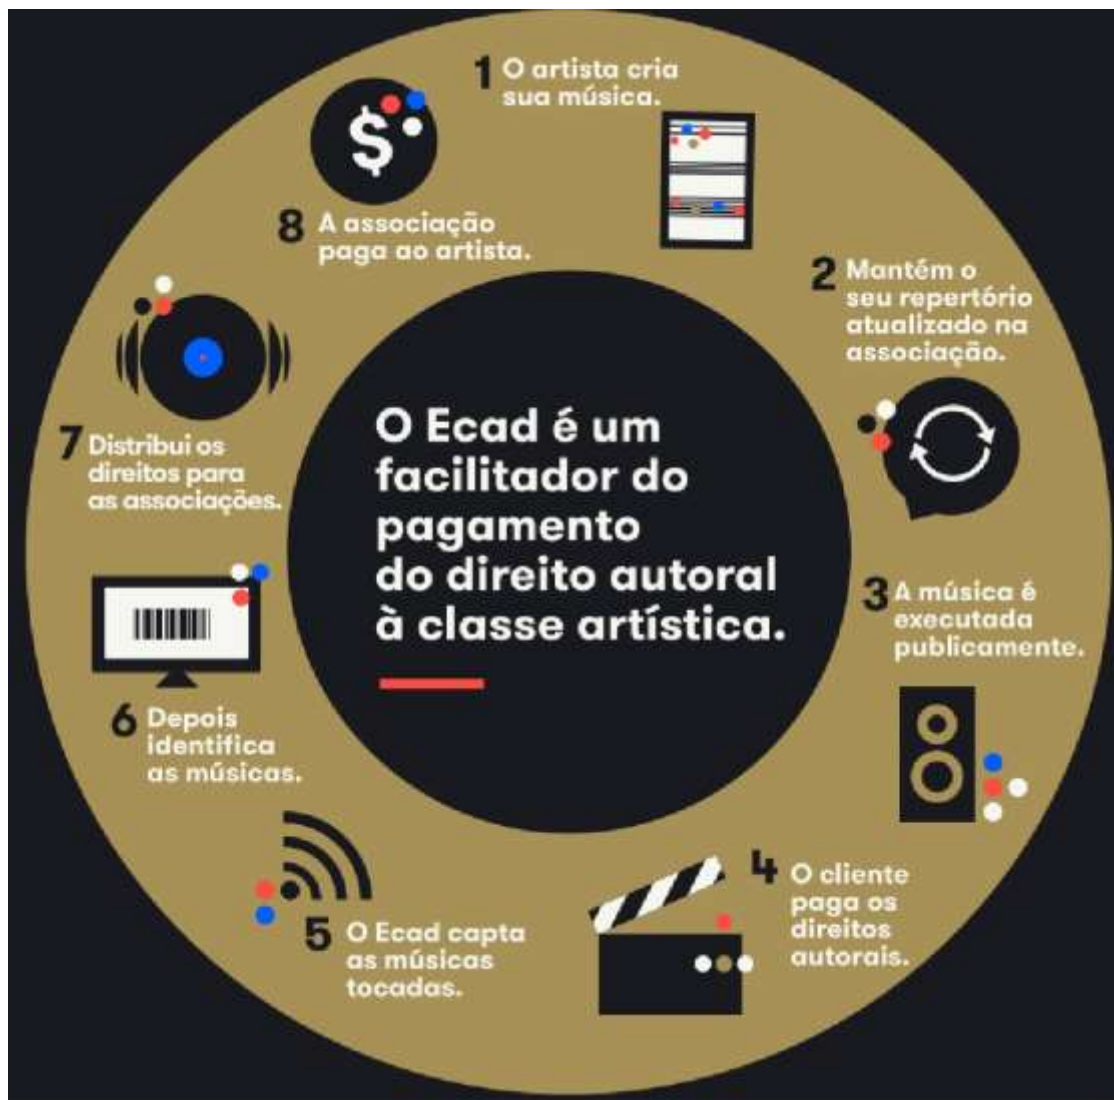 1 O artista cria
sua música.
2 Mantém o
seu repertório
atualizado na
associação.
3 A música é
executada
publicamente.
4 O cliente
paga os
direitos
autorais.
5 O Ecad capta
as músicas
tocadas.
6 Depois
identifica
as músicas.
7 Distribui os
direitos para
as associações.
$
8 A associação
paga ao artista.
O Ecad é um
facilitador do
pagamento
do direito autoral
à classe artística.